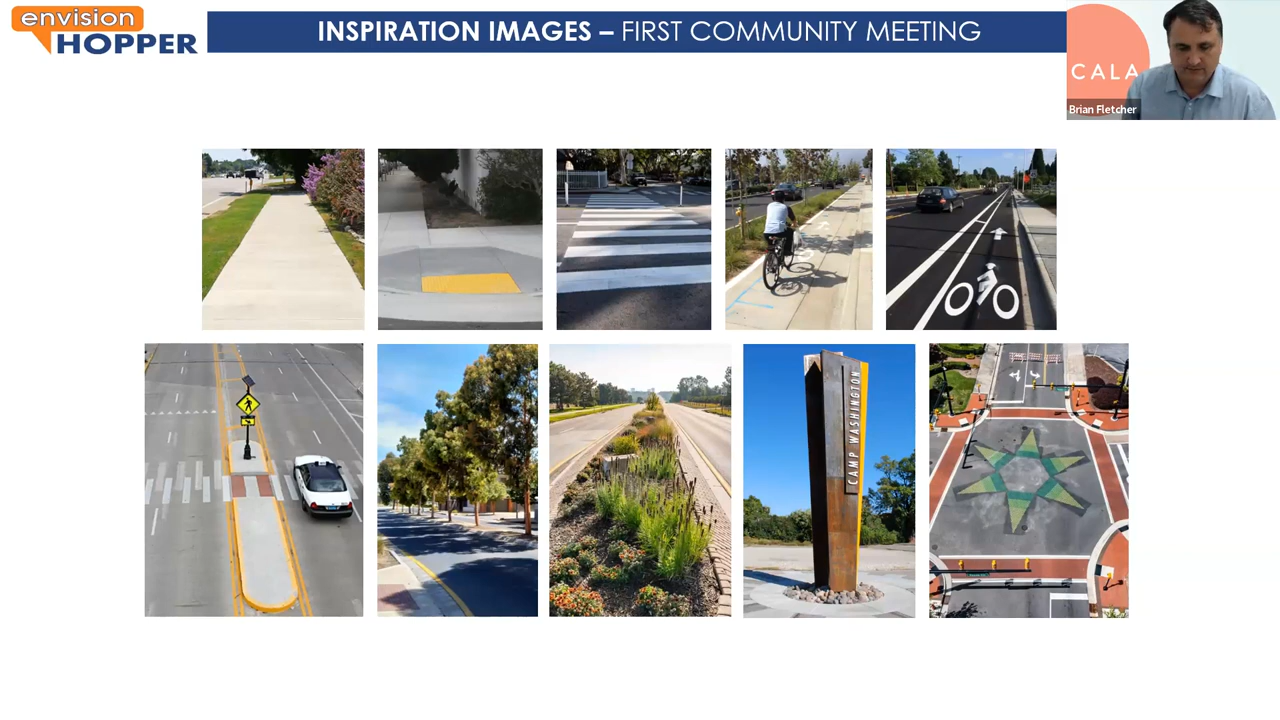 envision
HOPPER
INSPIRATION IMAGES – FIRST COMMUNITY MEETING
CALA
Brian Fletcher
CAMP WASHINGTON